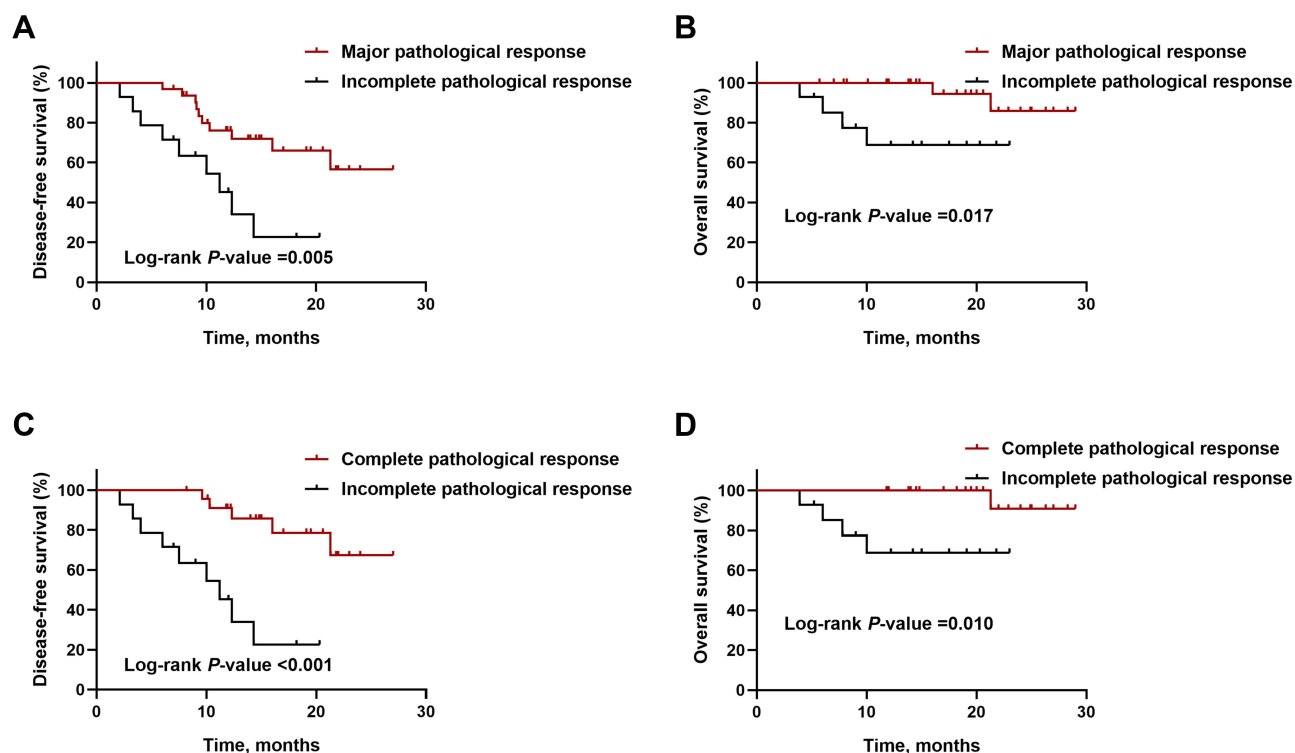 A
Major pathological response
Incomplete pathological response
Disease-free survival (%)
100
80
60
40
20
0
Log-rank P-value =0.005
0 10 20 30
Time, months
B
Major pathological response
Incomplete pathological response
Overall survival (%)
100
80
60
40
20
0
Log-rank P-value =0.017
0 10 20 30
Time, months
C
Complete pathological response
Incomplete pathological response
Disease-free survival (%)
100
80
60
40
20
0
Log-rank P-value <0.001
0 10 20 30
Time, months
D
Complete pathological response
Incomplete pathological response
Overall survival (%)
100
80
60
40
20
0
Log-rank P-value =0.010
0 10 20 30
Time, months